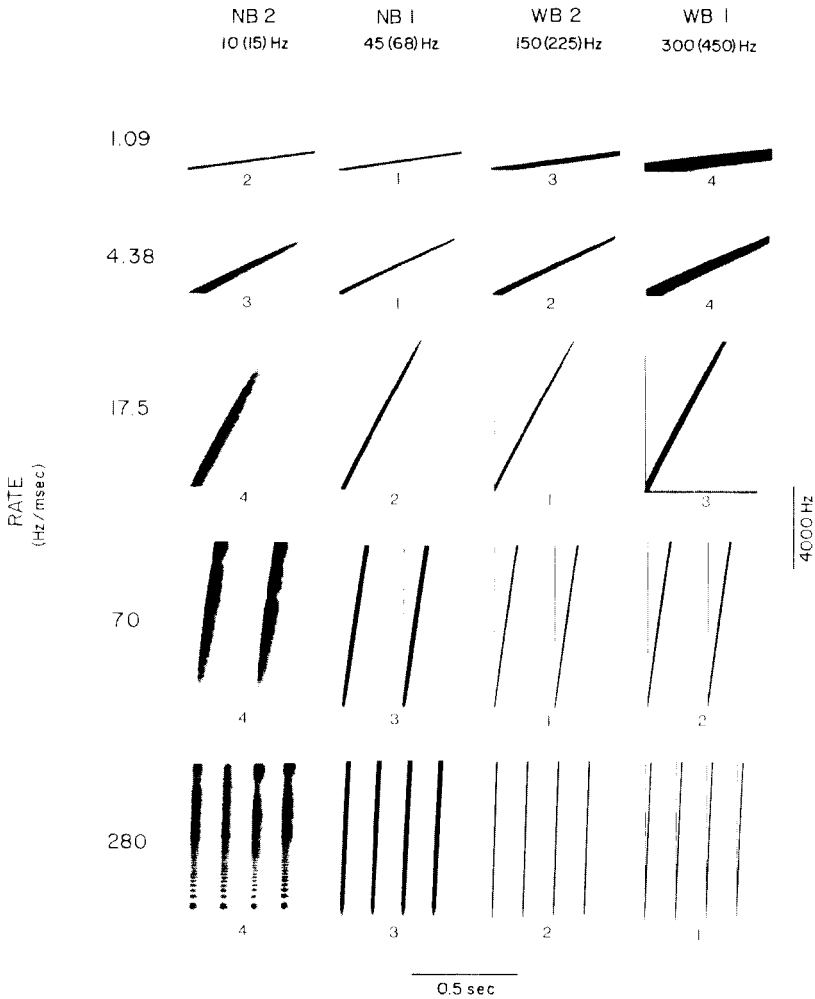 NB 2 NB 1 WB 2 WB 1
10 (15) Hz 45 (68) Hz 150 (225) Hz 300 (450) Hz
1.09
2 1 3 4
4.38
3 1 2 4
17.5
4 2 1 3
RATE
(Hz/msec)
4000 Hz
70
4 3 1 2
280
4 3 2 1
0.5 sec